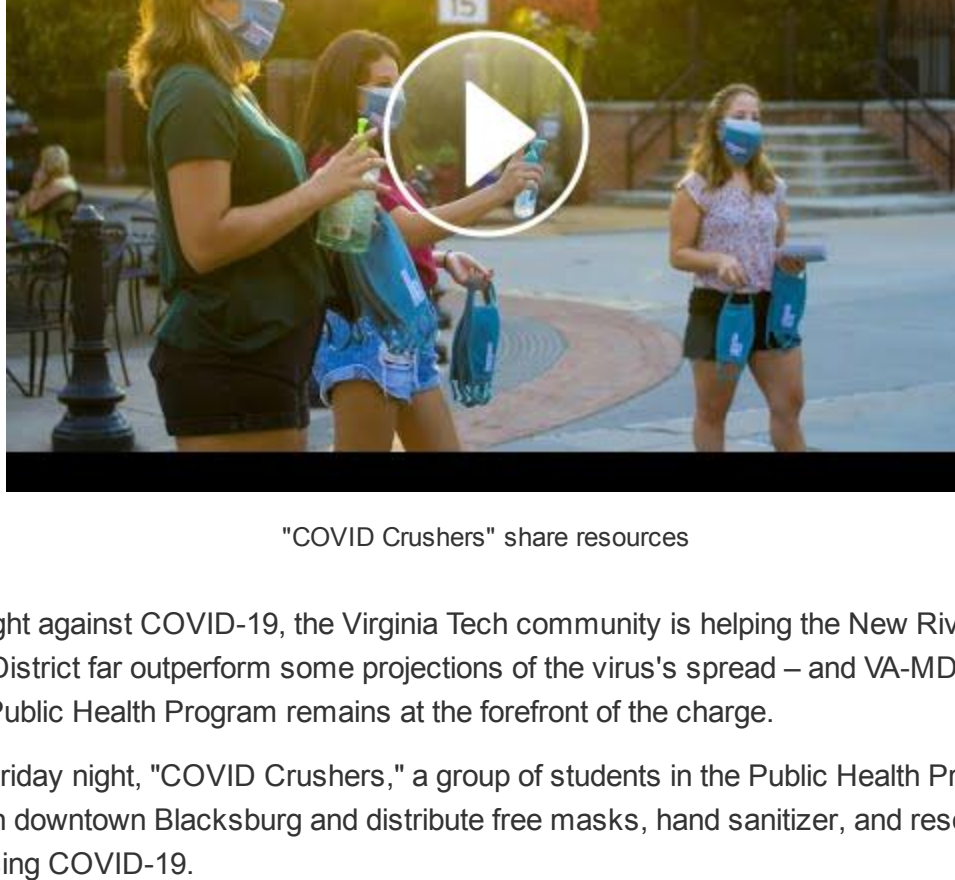 15
"COVID Crushers" share resources
ght against COVID-19, the Virginia Tech community is helping the New Riv
District far outperform some projections of the virus's spread – and VA-MD
Public Health Program remains at the forefront of the charge.
riday night, "COVID Crushers," a group of students in the Public Health Pr
n downtown Blacksburg and distribute free masks, hand sanitizer, and reso
ing COVID-19.